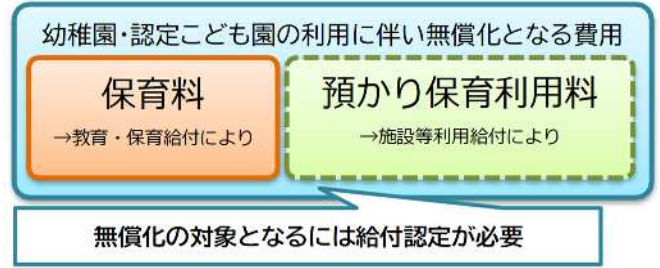 幼稚園・認定こども園の利用に伴い無償化となる費用
保育料
→教育・保育給付により
預かり保育利用料
→施設等利用給付により
無償化の対象となるには給付認定が必要